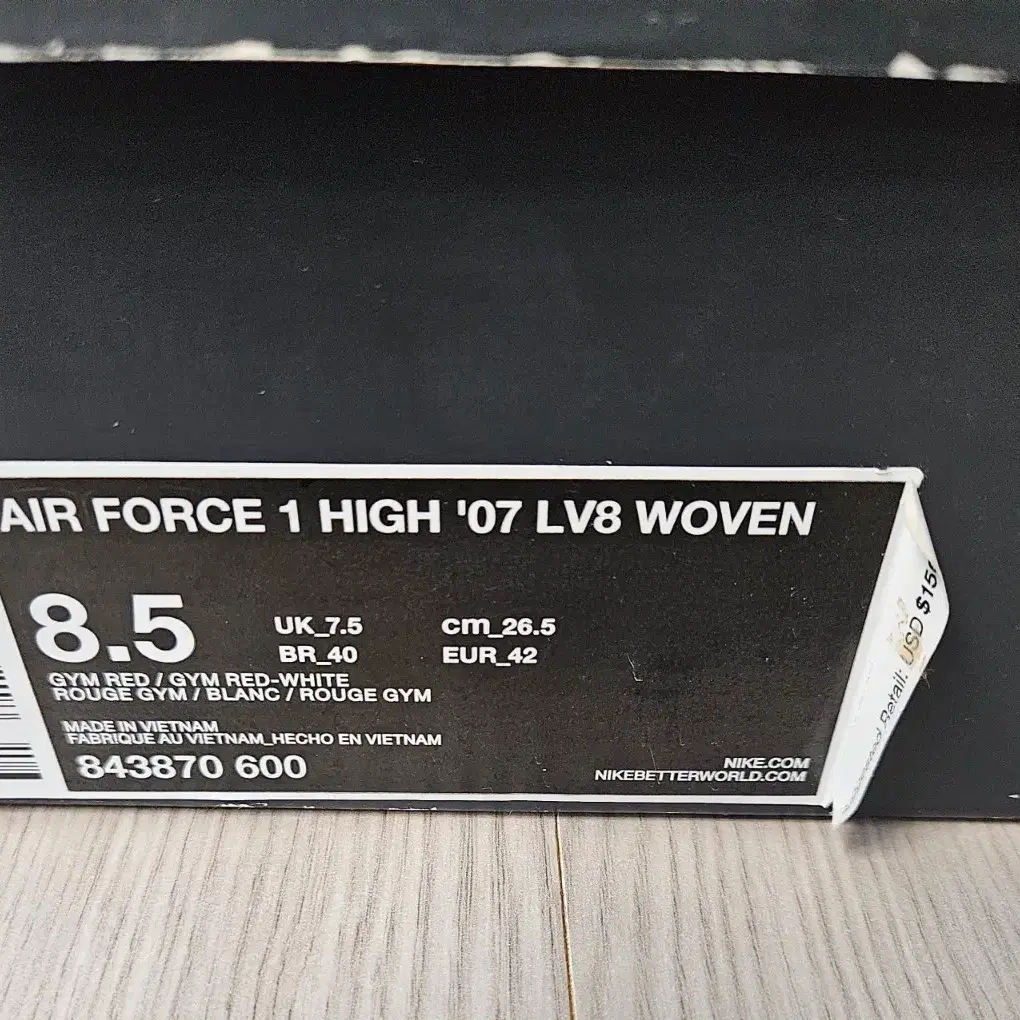 AIR FORCE 1 HIGH '07 LV8 WOVEN
8.5
UK_7.5 cm_26.5
BR_40 EUR_42
GYM RED / GYM RED-WHITE
ROUGE GYM / BLANC / ROUGE GYM
MADE IN VIETNAM
FABRIQUE AU VIETNAM_HECHO EN VIETNAM
843870 600
NIKE.COM
NIKEBETTERWORLD.COM
Retail: USD